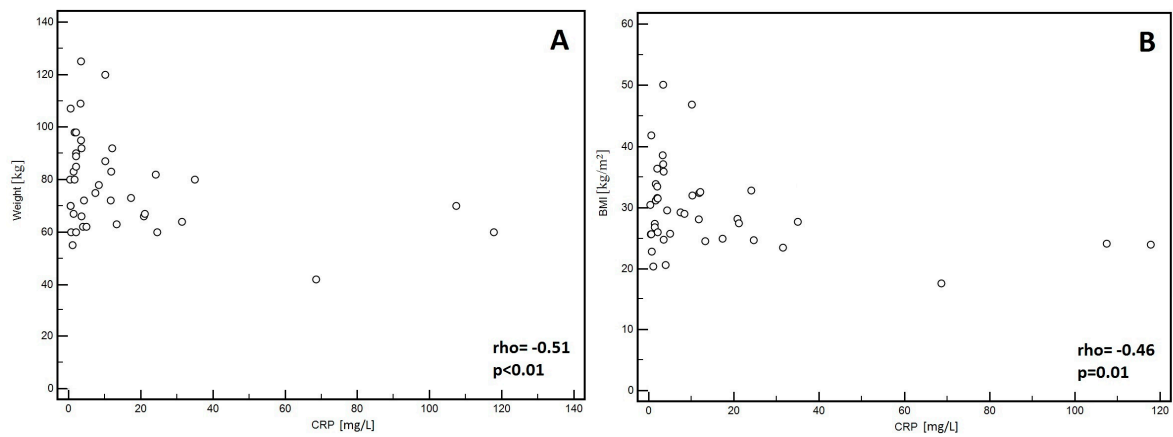 A
140
120
100
80
60
40
20
0
Weight [kg]
0 20 40 60 80 100 120 140
CRP [mg/L]
rho= -0.51
p<0.01
B
60
50
40
30
20
10
0
BMI [kg/m²]
0 20 40 60 80 100 120
CRP [mg/L]
rho= -0.46
p=0.01